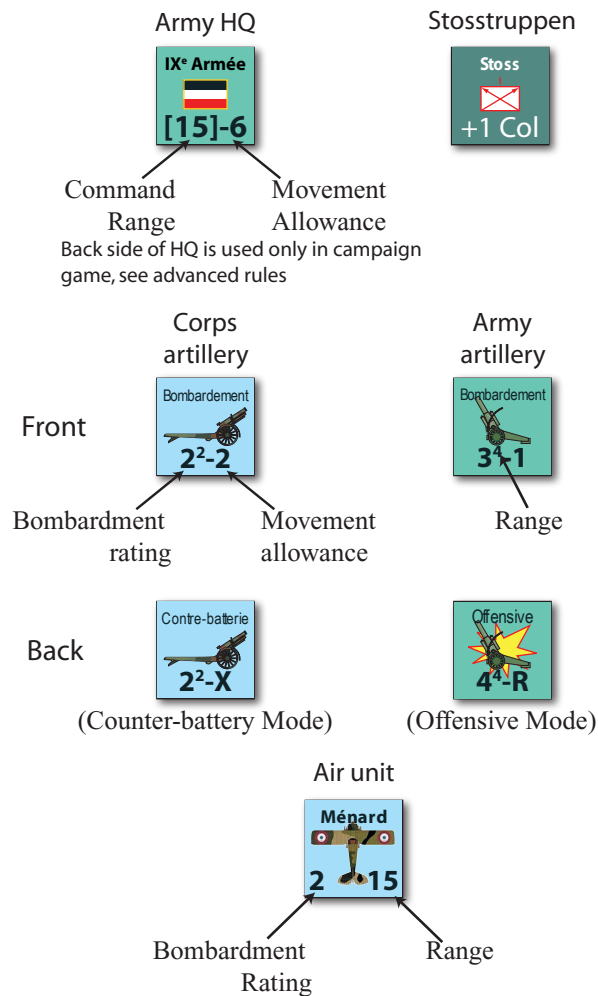 Army HQ
Stosstruppen
IXᵉ Armée
[15]-6
Stoss
+1 Col
Command
Range
Movement
Allowance
Back side of HQ is used only in campaign
game, see advanced rules
Corps
artillery
Army
artillery
Front
Bombardement
2²-2
Bombardement
3⁴-1
Bombardment
rating
Movement
allowance
Range
Back
Contre-batterie
2²-X
Offensive
4⁴-R
(Counter-battery Mode)
(Offensive Mode)
Air unit
Ménard
2 15
Bombardment
Rating
Range